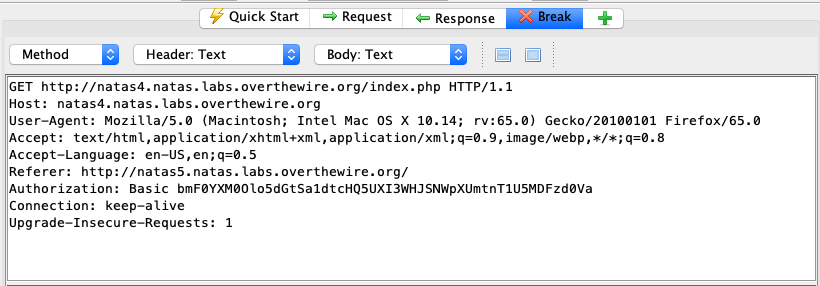 Quick Start Request Response Break
Method Header: Text Body: Text
GET http://natas4.natas.labs.overthewire.org/index.php HTTP/1.1
Host: natas4.natas.labs.overthewire.org
User-Agent: Mozilla/5.0 (Macintosh; Intel Mac OS X 10.14; rv:65.0) Gecko/20100101 Firefox/65.0
Accept: text/html,application/xhtml+xml,application/xml;q=0.9,image/webp,*/*;q=0.8
Accept-Language: en-US,en;q=0.5
Referer: http://natas5.natas.labs.overthewire.org/
Authorization: Basic bmF0YXM0Olo5dGtSa1dtcHQ5UXI3WHJSNWpXUmtnT1U5MDFzd0Va
Connection: keep-alive
Upgrade-Insecure-Requests: 1